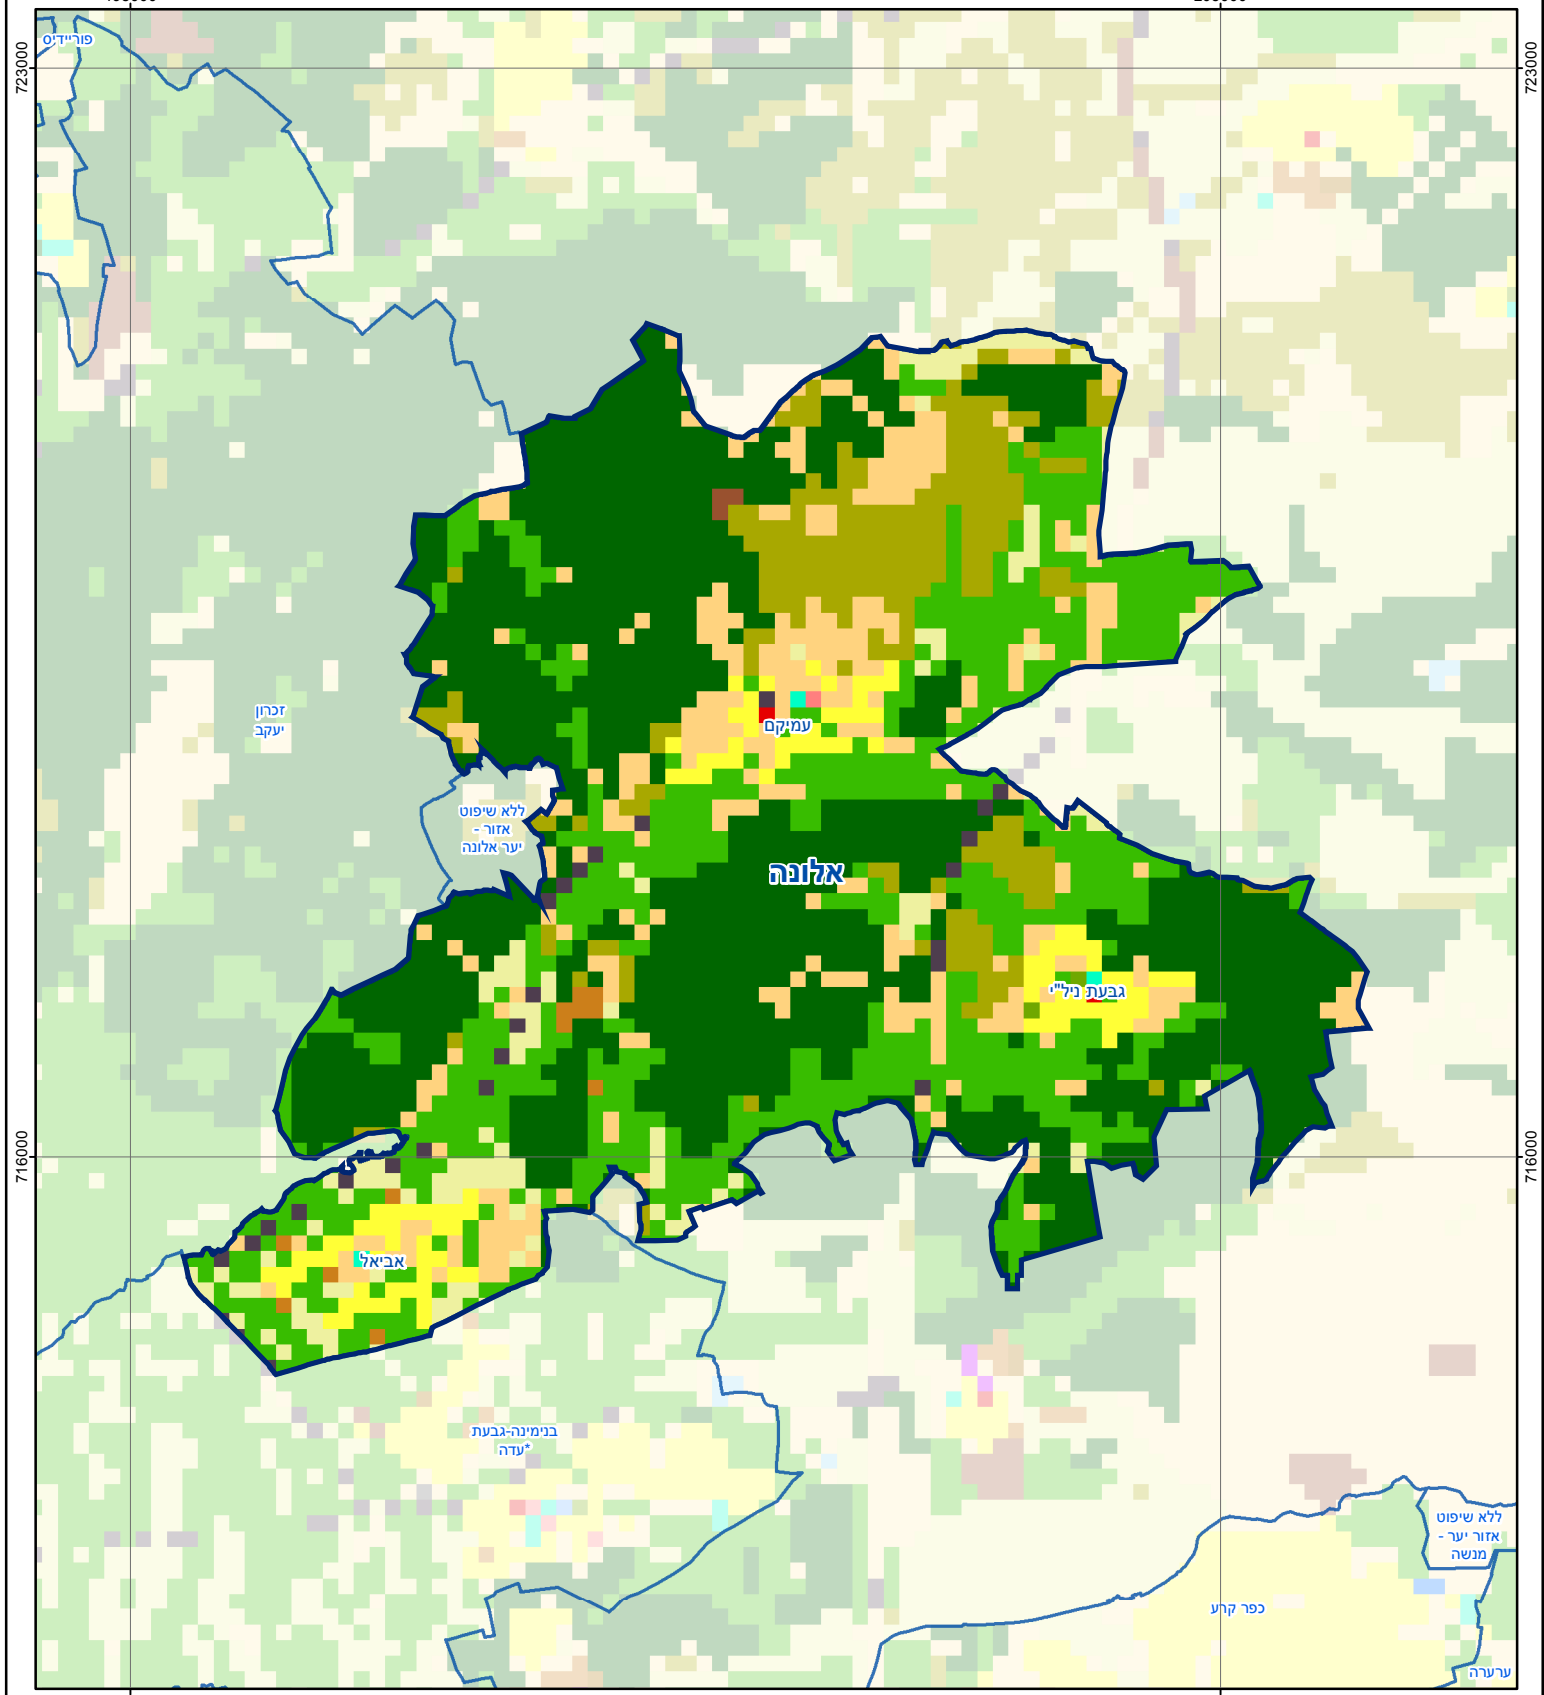 פוריידיס
723000
723000
זכרון
יעקב
עמיקם
ללא שיפוט
אזור -
יער אלונה
אלונה
גבעת ניל"י
716000
716000
אביאל
בנימינה-גבעת
עדה*
ללא שיפוט
אזור יער -
מנשה
כפר קרע
ערערה